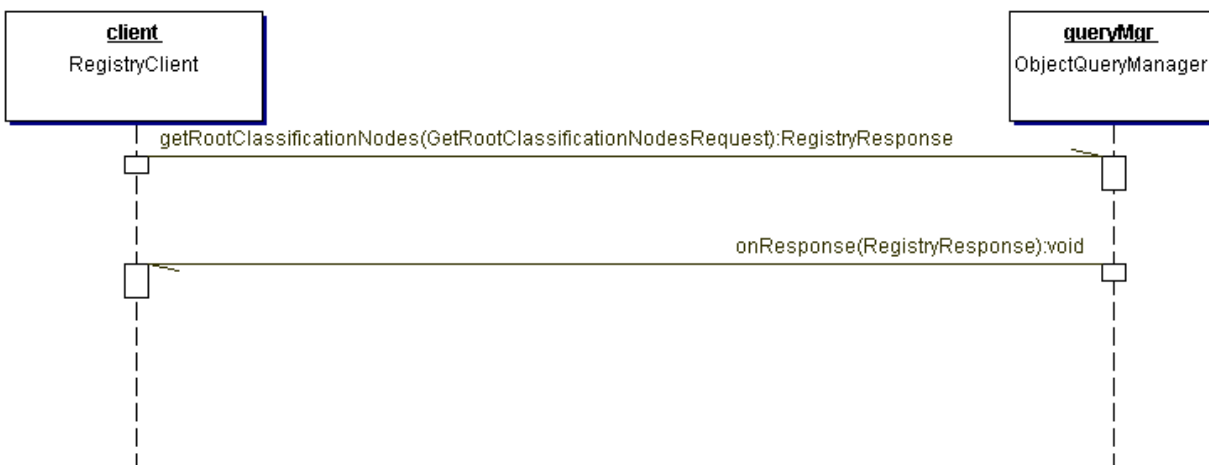 client
RegistryClient
queryMgr
ObjectQueryManager
getRootClassificationNodes(GetRootClassificationNodesRequest):RegistryResponse
onResponse(RegistryResponse):void